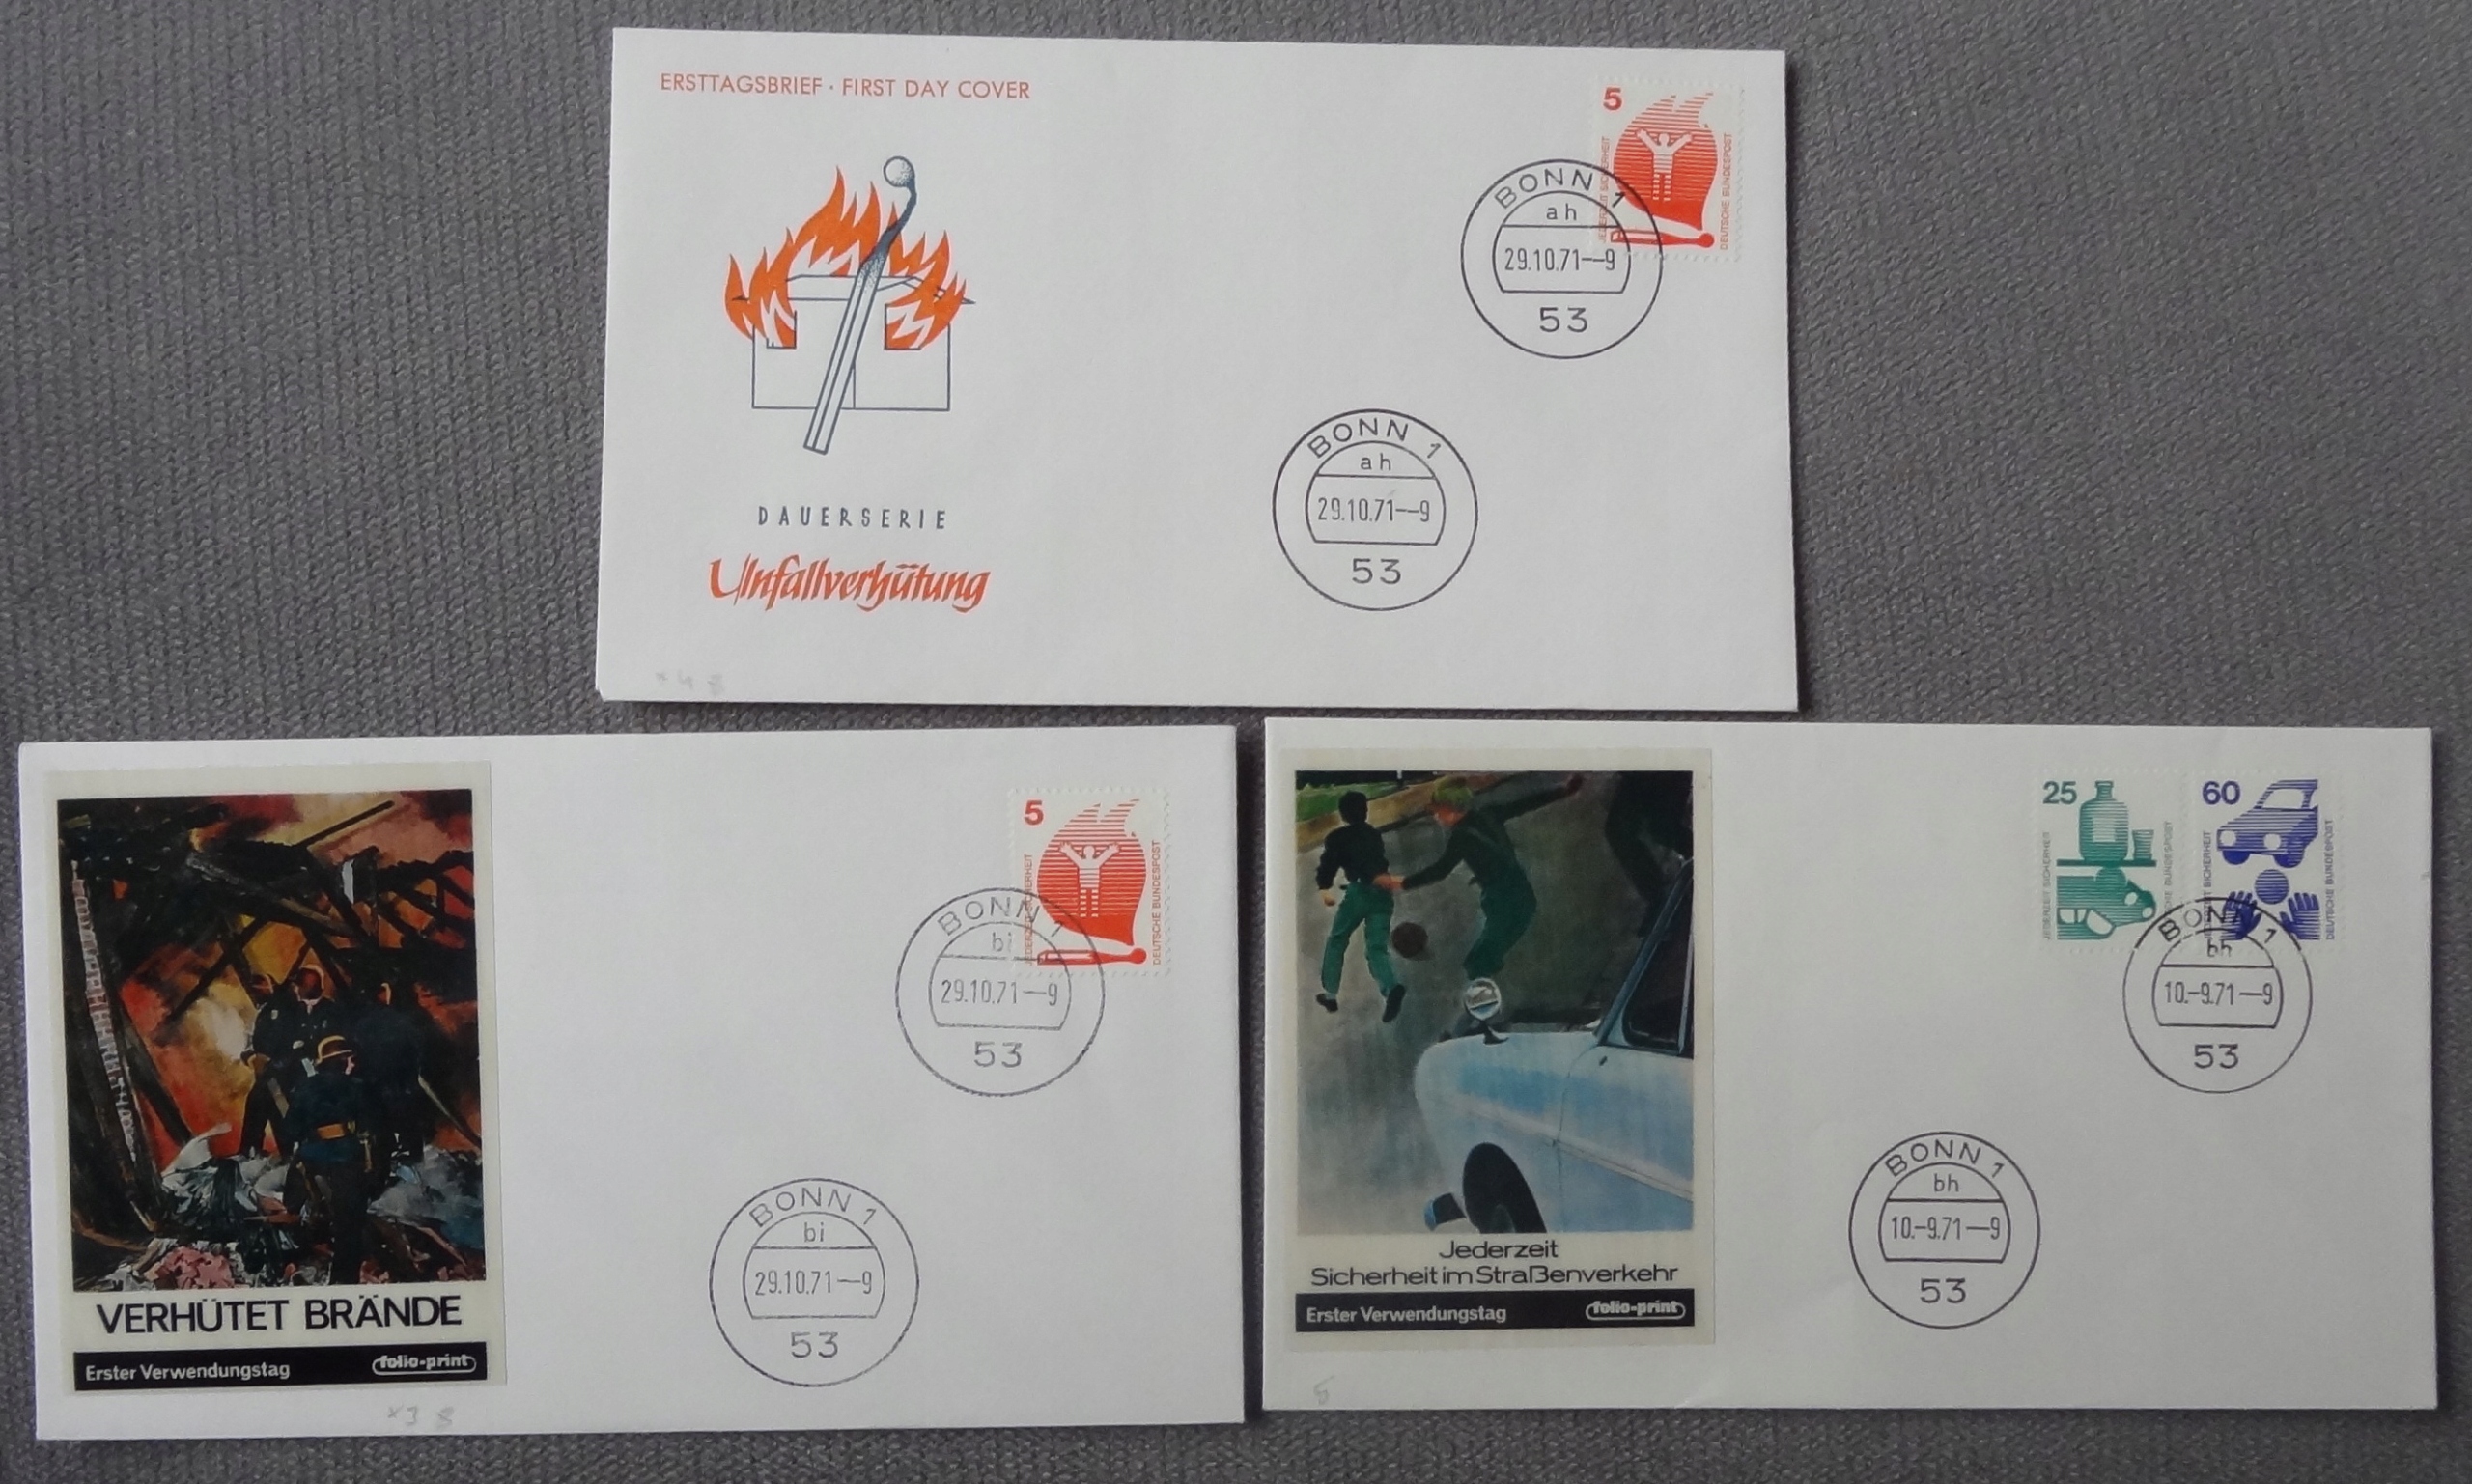 ERSTTAGSBRIEF · FIRST DAY COVER
5
JEDERZEIT SICHERHEIT
DEUTSCHE BUNDESPOST
BONN 1
ah
29.10.71—9
53
BONN 1
ah
29.10.71—9
53
DAUERSERIE
Unfallverhütung
5
JEDERZEIT SICHERHEIT
DEUTSCHE BUNDESPOST
BONN 1
bi
29.10.71—9
53
BONN 1
bi
29.10.71—9
53
VERHÜTET BRÄNDE
Erster Verwendungstag
folio-print
x3 8
25
JEDERZEIT SICHERHEIT
DEUTSCHE BUNDESPOST
60
JEDERZEIT SICHERHEIT
DEUTSCHE BUNDESPOST
BONN 1
bh
10.-9.71—9
53
BONN 1
bh
10.-9.71—9
53
Jederzeit
Sicherheit im Straßenverkehr
Erster Verwendungstag
folio-print
5